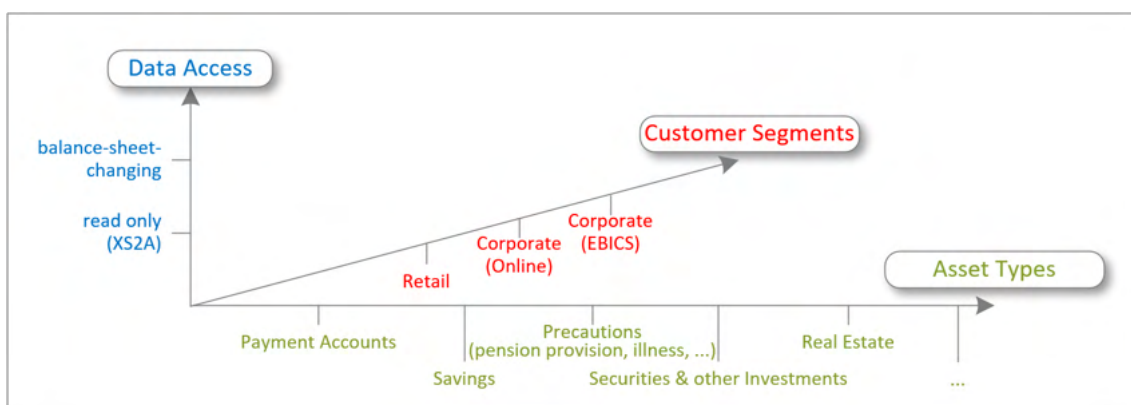 Data Access
Customer Segments
balance-sheet-
changing
read only
(XS2A)
Corporate
(EBICS)
Corporate
(Online)
Retail
Asset Types
Payment Accounts
Precautions
(pension provision, illness, ...)
Real Estate
Savings
Securities & other Investments
...